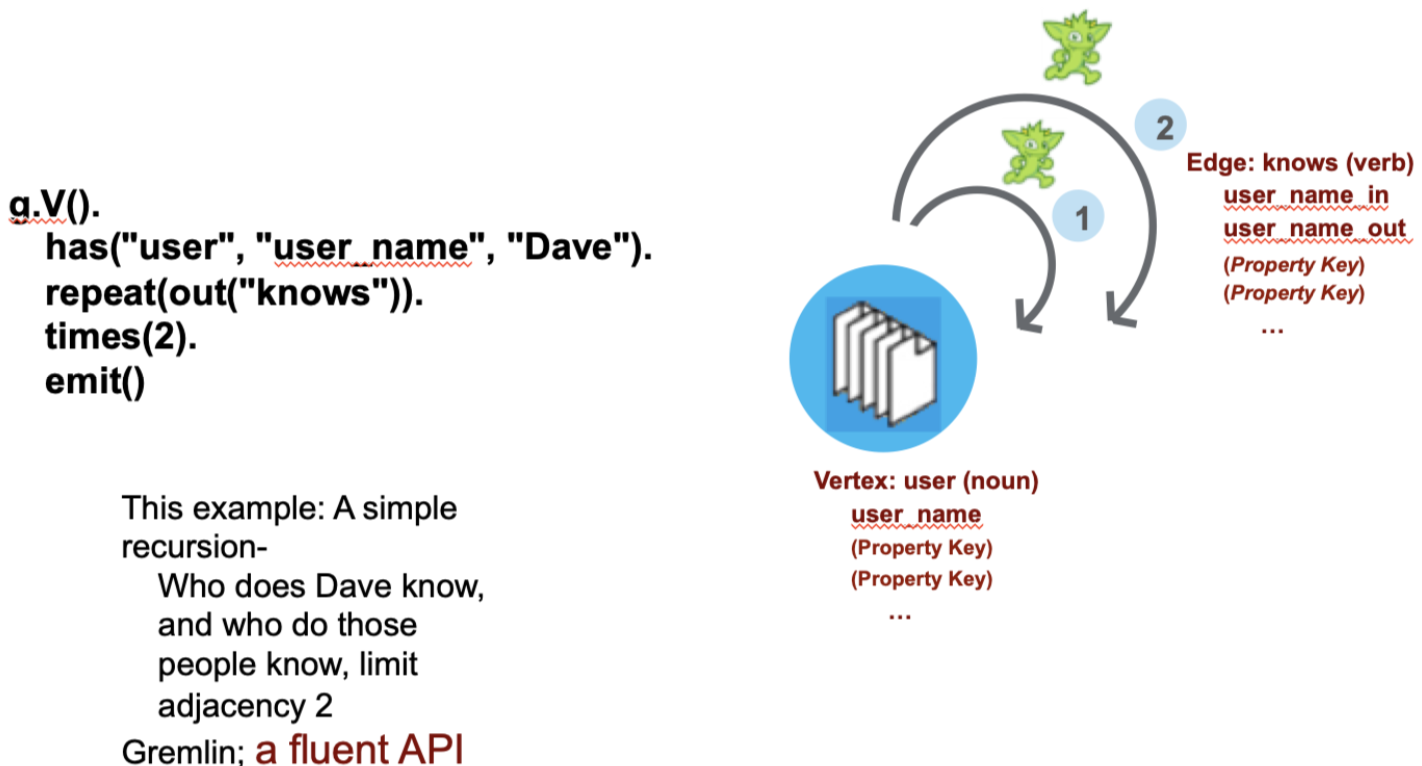 g.V().
has("user", "user_name", "Dave").
repeat(out("knows")).
times(2).
emit()
This example: A simple
recursion-
Who does Dave know,
and who do those
people know, limit
adjacency 2
Gremlin; a fluent API
2
1
Edge: knows (verb)
user_name_in
user_name_out
(Property Key)
(Property Key)
...
Vertex: user (noun)
user_name
(Property Key)
(Property Key)
...